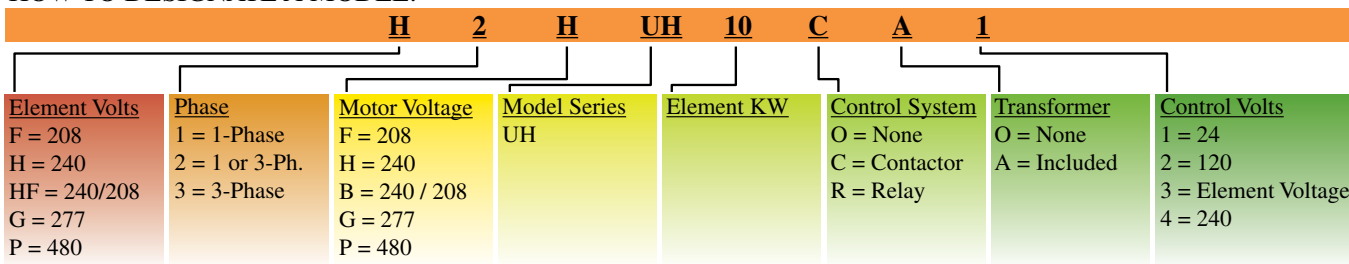 HOW TO DESIGNATE A MODEL:
H 2 H UH 10 C A 1
Element Volts
F = 208
H = 240
HF = 240/208
G = 277
P = 480
Phase
1 = 1-Phase
2 = 1 or 3-Ph.
3 = 3-Phase
Motor Voltage
F = 208
H = 240
B = 240 / 208
G = 277
P = 480
Model Series
UH
Element KW
Control System
O = None
C = Contactor
R = Relay
Transformer
O = None
A = Included
Control Volts
1 = 24
2 = 120
3 = Element Voltage
4 = 240